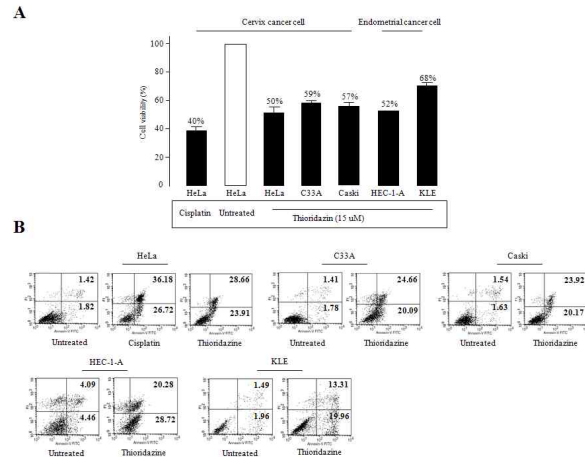 A
Cervix cancer cell Endometrial cancer cell
Cell viability (%)
100
80
60
40
20
0
40% 50% 59% 57% 52% 68%
HeLa HeLa HeLa C33A Caski HEC-1-A KLE
Cisplatin Untreated Thioridazin (15 uM)
B
HeLa C33A Caski
1.42 36.18 28.66 1.41 24.66 1.54 23.92
1.82 26.72 23.91 1.78 20.09 1.63 20.17
Untreated Cisplatin Thioridazine Untreated Thioridazine Untreated Thioridazine
HEC-1-A KLE
4.09 20.28 1.49 13.31
4.46 28.72 1.96 19.96
Untreated Thioridazine Untreated Thioridazine